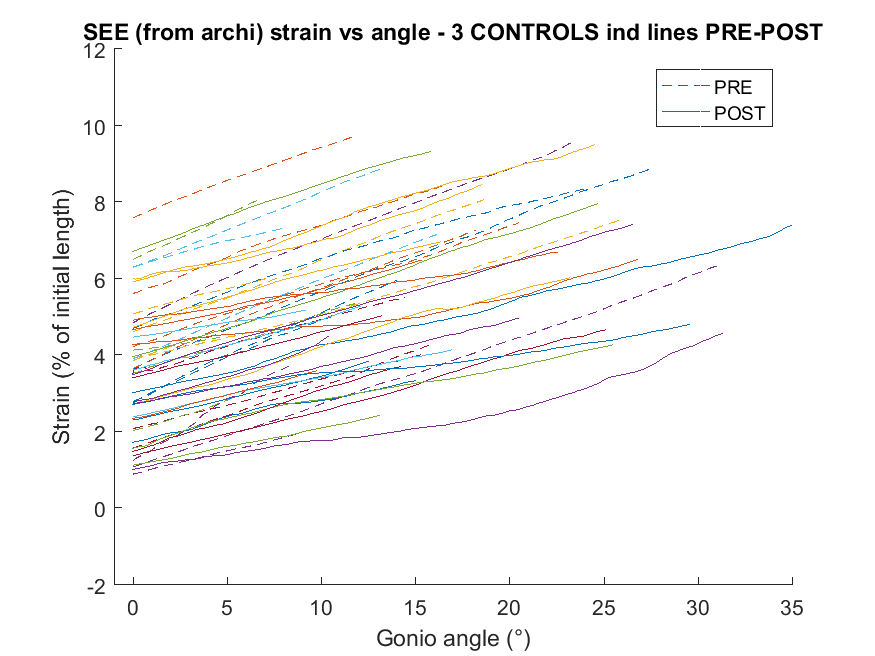 SEE (from archi) strain vs angle - 3 CONTROLS ind lines PRE-POST
12
10
8
6
4
2
0
-2
Strain (% of initial length)
PRE
POST
0 5 10 15 20 25 30 35
Gonio angle (°)